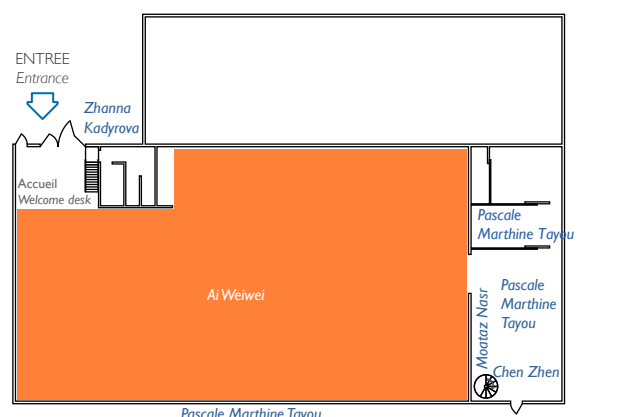 ENTREE
Entrance
Zhanna
Kadyrova
Accueil
Welcome desk
Pascale
Marthine Tayou
Ai Weiwei
Pascale
Marthine
Tayou
Moataz Nasr
Chen Zhen
Pascale Marthine Tayou